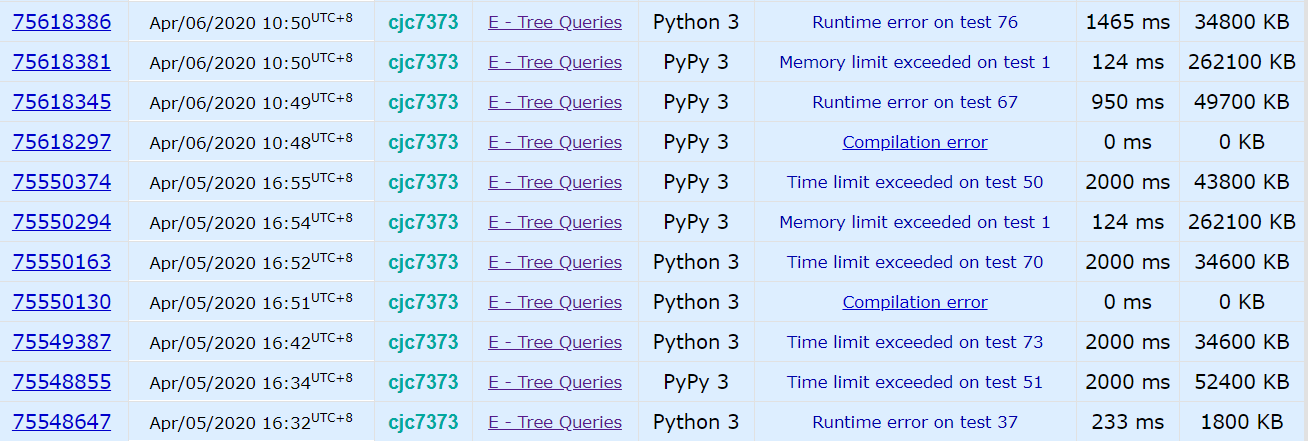 75618386 Apr/06/2020 10:50UTC+8 cjc7373 E - Tree Queries Python 3 Runtime error on test 76 1465 ms 34800 KB
75618381 Apr/06/2020 10:50UTC+8 cjc7373 E - Tree Queries PyPy 3 Memory limit exceeded on test 1 124 ms 262100 KB
75618345 Apr/06/2020 10:49UTC+8 cjc7373 E - Tree Queries PyPy 3 Runtime error on test 67 950 ms 49700 KB
75618297 Apr/06/2020 10:48UTC+8 cjc7373 E - Tree Queries PyPy 3 Compilation error 0 ms 0 KB
75550374 Apr/05/2020 16:55UTC+8 cjc7373 E - Tree Queries PyPy 3 Time limit exceeded on test 50 2000 ms 43800 KB
75550294 Apr/05/2020 16:54UTC+8 cjc7373 E - Tree Queries PyPy 3 Memory limit exceeded on test 1 124 ms 262100 KB
75550163 Apr/05/2020 16:52UTC+8 cjc7373 E - Tree Queries Python 3 Time limit exceeded on test 70 2000 ms 34600 KB
75550130 Apr/05/2020 16:51UTC+8 cjc7373 E - Tree Queries Python 3 Compilation error 0 ms 0 KB
75549387 Apr/05/2020 16:42UTC+8 cjc7373 E - Tree Queries Python 3 Time limit exceeded on test 73 2000 ms 34600 KB
75548855 Apr/05/2020 16:34UTC+8 cjc7373 E - Tree Queries PyPy 3 Time limit exceeded on test 51 2000 ms 52400 KB
75548647 Apr/05/2020 16:32UTC+8 cjc7373 E - Tree Queries Python 3 Runtime error on test 37 233 ms 1800 KB